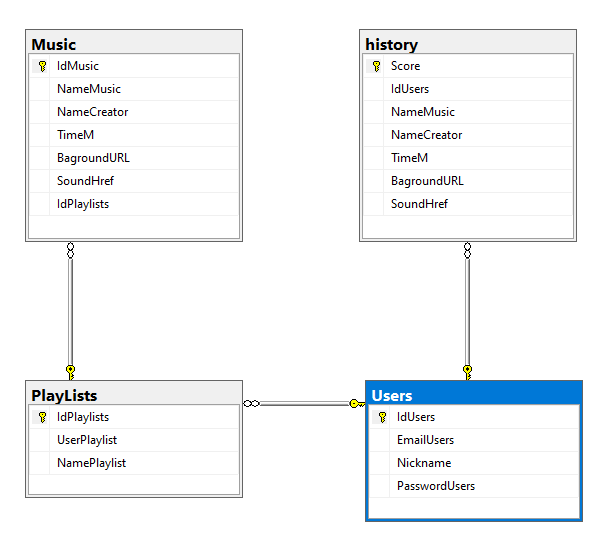 Music
IdMusic
NameMusic
NameCreator
TimeM
BagroundURL
SoundHref
IdPlaylists
history
Score
IdUsers
NameMusic
NameCreator
TimeM
BagroundURL
SoundHref
PlayLists
IdPlaylists
UserPlaylist
NamePlaylist
Users
IdUsers
EmailUsers
Nickname
PasswordUsers